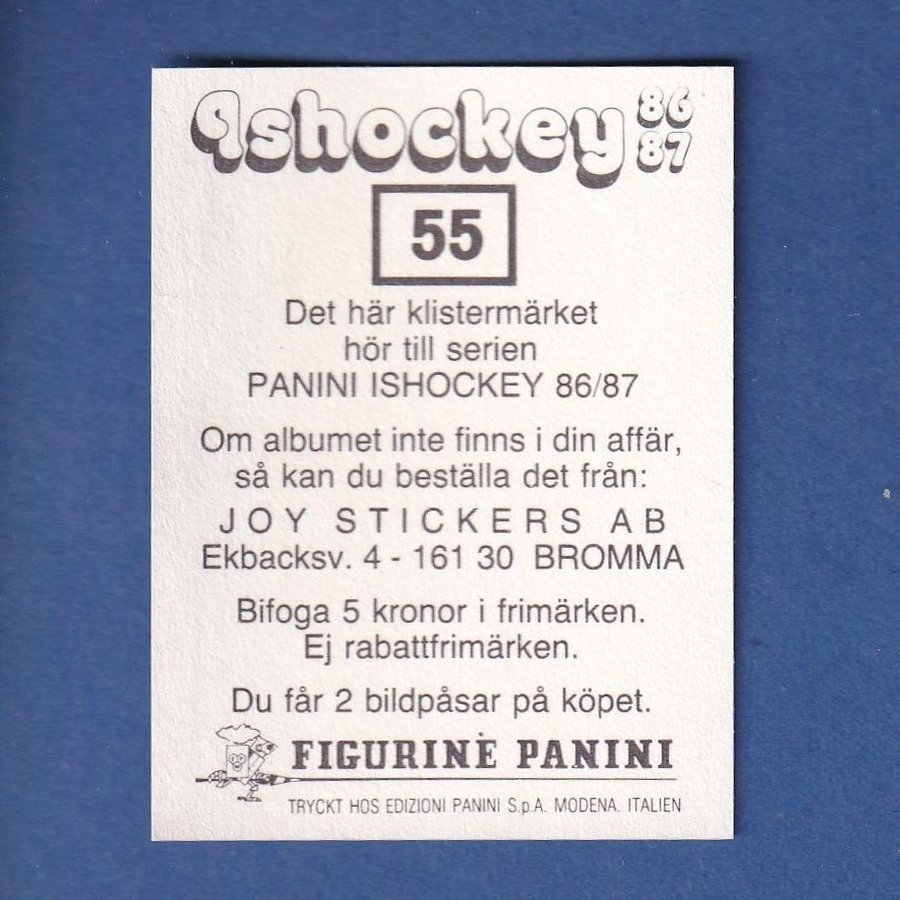 Ishockey 86
87
55
Det här klistermärket
hör till serien
PANINI ISHOCKEY 86/87
Om albumet inte finns i din affär,
så kan du beställa det från:
JOY STICKERS AB
Ekbacksv. 4 - 161 30 BROMMA
Bifoga 5 kronor i frimärken.
Ej rabattfrimärken.
Du får 2 bildpåsar på köpet.
FIGURINE PANINI
TRYCKT HOS EDIZIONI PANINI S.p.A. MODENA. ITALIEN